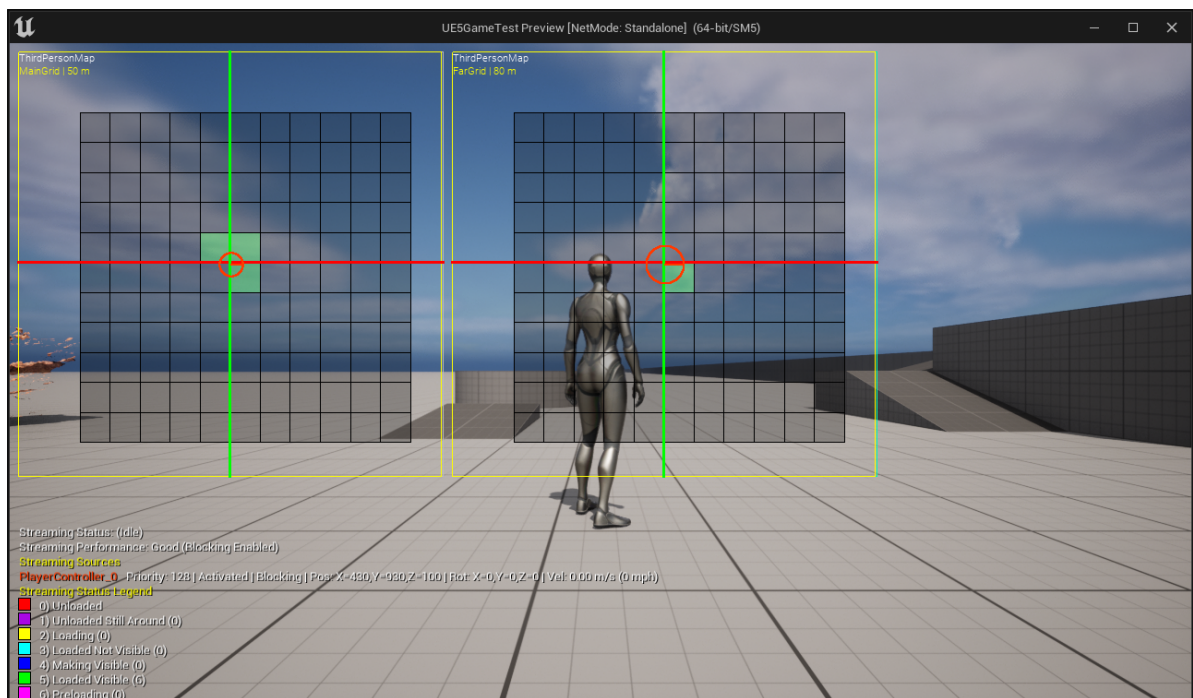 UE5GameTest Preview [NetMode: Standalone] (64-bit/SM5)
ThirdPersonMap
MainGrid | 50 m
ThirdPersonMap
FarGrid | 80 m
Streaming Status: (Idle)
Streaming Performance: Good (Blocking Enabled)
Streaming Sources
PlayerController_0 Priority: 128 | Activated | Blocking | Pos: X=430,Y=930,Z=100 | Rot: X=0,Y=0,Z=0 | Vel: 0.00 m/s (0 mph)
Streaming Status Legend
0) Unloaded
1) Unloaded Still Around (0)
2) Loading (0)
3) Loaded Not Visible (0)
4) Making Visible (0)
5) Loaded Visible (6)
6) Preloading (0)